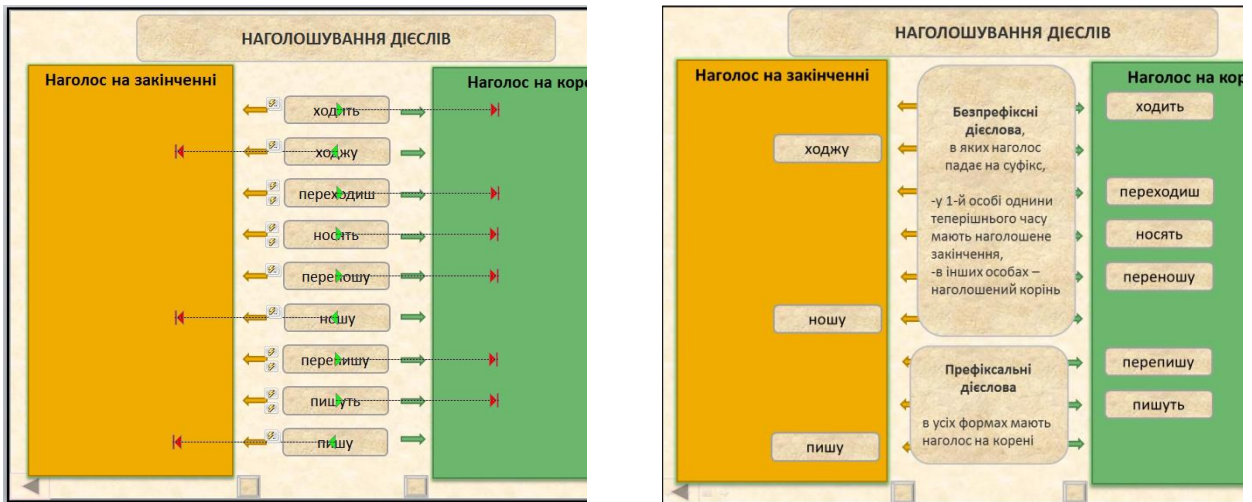 НАГОЛОШУВАННЯ ДІЄСЛІВ
Наголос на закінченні
Наголос на коре
ходить
ходжу
переходиш
носять
переношу
ношу
перепишу
пишуть
пишу
НАГОЛОШУВАННЯ ДІЄСЛІВ
Наголос на закінченні
Наголос на кор
Безпрефіксні
дієслова,
в яких наголос
падає на суфікс,
-у 1-й особі однини
теперішнього часу
мають наголошене
закінчення,
-в інших особах –
наголошений корінь
Префіксальні
дієслова
в усіх формах мають
наголос на корені
ходжу
ношу
пишу
ходить
переходиш
носять
переношу
перепишу
пишуть